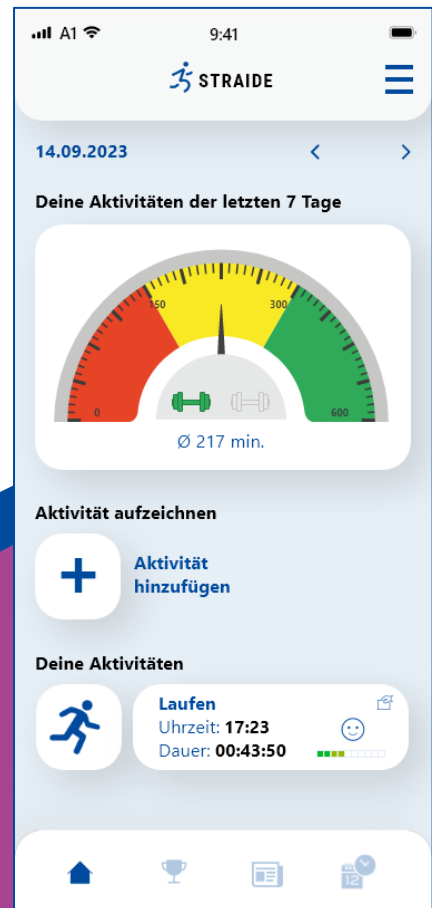 A1 9:41
STRAIDE
14.09.2023
Deine Aktivitäten der letzten 7 Tage
150 300
0 600
Ø 217 min.
Aktivität aufzeichnen
Aktivität
hinzufügen
Deine Aktivitäten
Laufen
Uhrzeit: 17:23
Dauer: 00:43:50
12